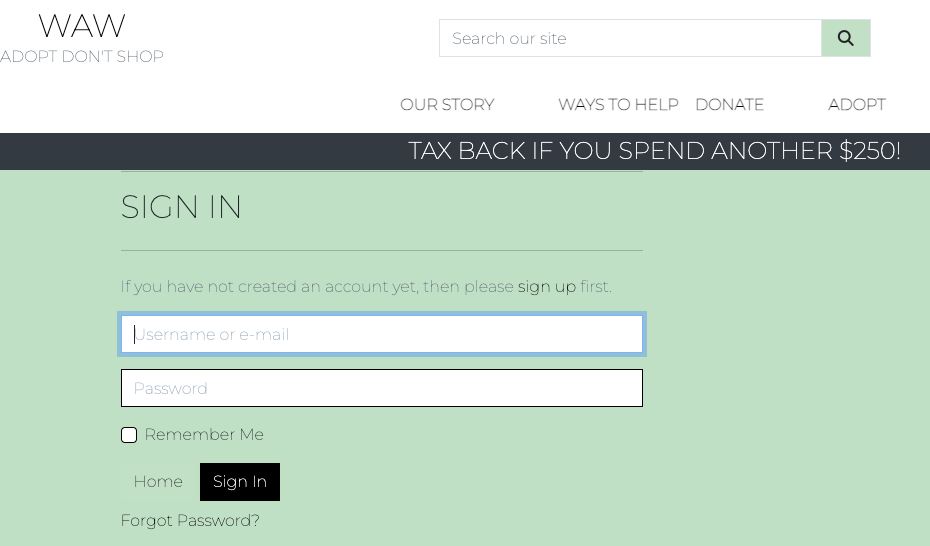 WAW
ADOPT DON'T SHOP
Search our site
OUR STORY WAYS TO HELP DONATE ADOPT
TAX BACK IF YOU SPEND ANOTHER $250!
SIGN IN
If you have not created an account yet, then please sign up first.
Username or e-mail
Password
Remember Me
Home Sign In
Forgot Password?